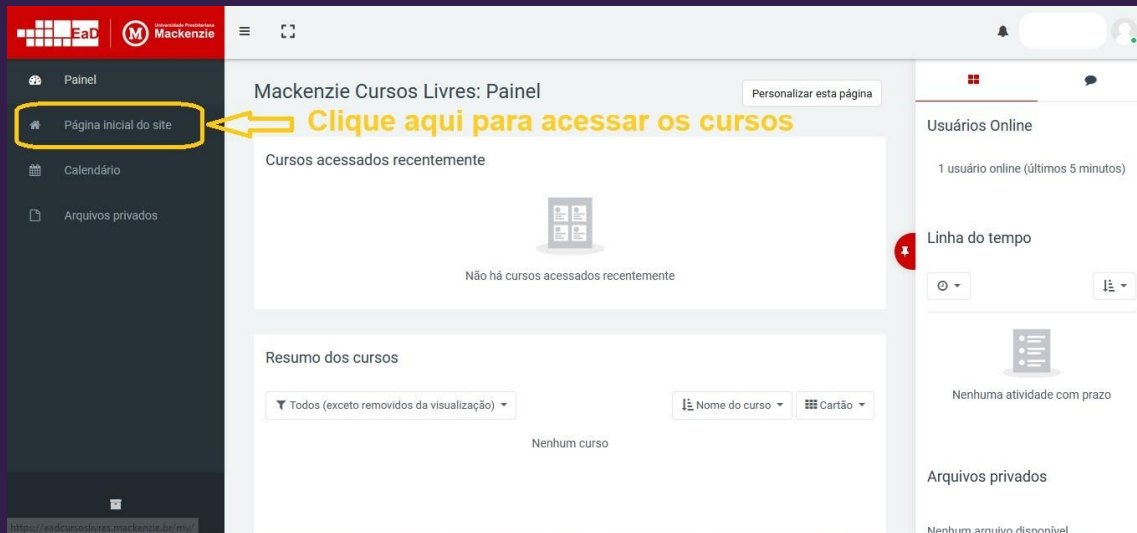 EaD
Universidade Presbiteriana
Mackenzie
Painel
Página inicial do site
Calendário
Arquivos privados
https://eadcursoslivres.mackenzie.br/my/
Mackenzie Cursos Livres: Painel
Personalizar esta página
Clique aqui para acessar os cursos
Cursos acessados recentemente
Não há cursos acessados recentemente
Resumo dos cursos
Todos (exceto removidos da visualização)
Nome do curso
Cartão
Nenhum curso
Usuários Online
1 usuário online (últimos 5 minutos)
Linha do tempo
Nenhuma atividade com prazo
Arquivos privados
Nenhum arquivo disponível